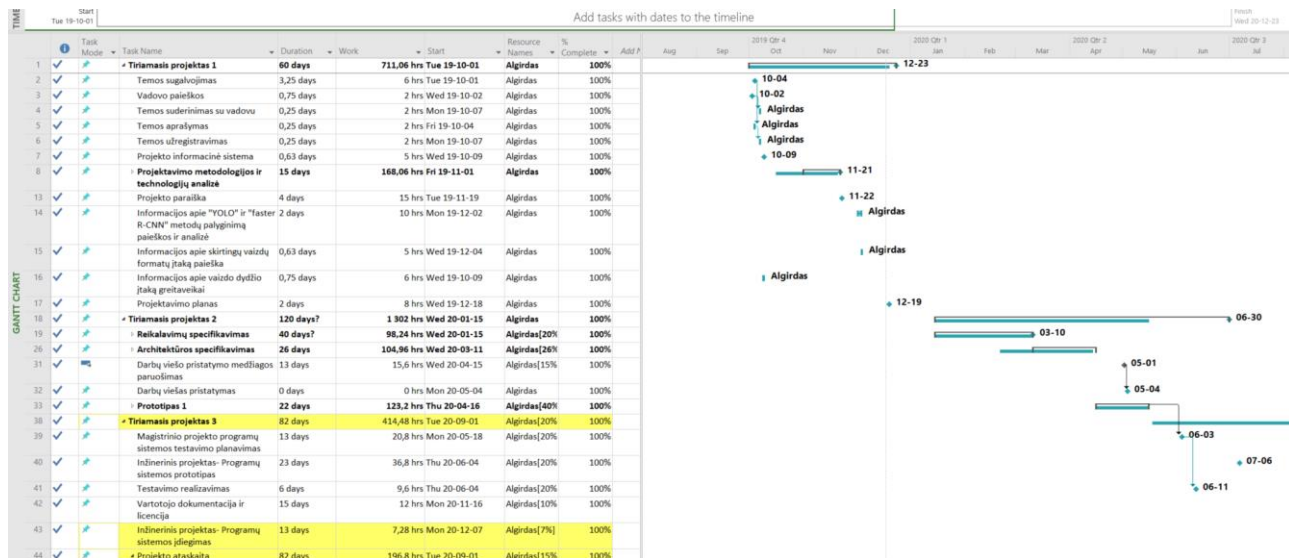 TIME
Start
Tue 19-10-01
Add tasks with dates to the timeline
Finish
Wed 20-12-23
GANTT CHART
Task Mode Task Name Duration Work Start Resource Names % Complete
2019 Qtr 4 2020 Qtr 1 2020 Qtr 2 2020 Qtr 3
Aug Sep Oct Nov Dec Jan Feb Mar Apr May Jun Jul
1 Tiriamasis projektas 1 60 days 711,06 hrs Tue 19-10-01 Algirdas 100% 12-23
2 Temos sugalvojimas 3,25 days 6 hrs Tue 19-10-01 Algirdas 100% 10-04
3 Vadovo paieškos 0,75 days 2 hrs Wed 19-10-02 Algirdas 100% 10-02
4 Temos suderinimas su vadovu 0,25 days 2 hrs Mon 19-10-07 Algirdas 100% Algirdas
5 Temos aprašymas 0,25 days 2 hrs Fri 19-10-04 Algirdas 100% Algirdas
6 Temos užregistravimas 0,25 days 2 hrs Mon 19-10-07 Algirdas 100% Algirdas
7 Projekto informacinė sistema 0,63 days 5 hrs Wed 19-10-09 Algirdas 100% 10-09
8 Projektavimo metodologijos ir 15 days 168,06 hrs Fri 19-11-01 Algirdas 100% 11-21
technologijų analizė
13 Projekto paraiška 4 days 15 hrs Tue 19-11-19 Algirdas 100% 11-22
14 Informacijos apie "YOLO" ir "faster 2 days 10 hrs Mon 19-12-02 Algirdas 100% Algirdas
R-CNN" metodų palyginimą
paieškos ir analizė
15 Informacijos apie skirtingų vaizdų 0,63 days 5 hrs Wed 19-12-04 Algirdas 100% Algirdas
formatų įtaką paieška
16 Informacijos apie vaizdo dydžio 0,75 days 6 hrs Wed 19-10-09 Algirdas 100% Algirdas
įtaką greitaveikai
17 Projektavimo planas 2 days 8 hrs Wed 19-12-18 Algirdas 100% 12-19
18 Tiriamasis projektas 2 120 days? 1 302 hrs Wed 20-01-15 Algirdas 100% 06-30
19 Reikalavimų specifikavimas 40 days? 98,24 hrs Wed 20-01-15 Algirdas[20% 100% 03-10
26 Architektūros specifikavimas 26 days 104,96 hrs Wed 20-03-11 Algirdas[26% 100%
31 Darbų viešo pristatymo medžiagos 13 days 15,6 hrs Wed 20-04-15 Algirdas[15% 100% 05-01
paruošimas
32 Darbų viešas pristatymas 0 days 0 hrs Mon 20-05-04 Algirdas 100% 05-04
33 Prototipas 1 22 days 123,2 hrs Thu 20-04-16 Algirdas[40% 100%
38 Tiriamasis projektas 3 82 days 414,48 hrs Tue 20-09-01 Algirdas[20% 100%
39 Magistrinio projekto programų 13 days 20,8 hrs Mon 20-05-18 Algirdas[20% 100% 06-03
sistemos testavimo planavimas
40 Inžinerinis projektas- Programų 23 days 36,8 hrs Thu 20-06-04 Algirdas[20% 100% 07-06
sistemos prototipas
41 Testavimo realizavimas 6 days 9,6 hrs Thu 20-06-04 Algirdas[20% 100% 06-11
42 Vartotojo dokumentacija ir 15 days 12 hrs Mon 20-11-16 Algirdas[10% 100%
licencija
43 Inžinerinis projektas- Programų 13 days 7,28 hrs Mon 20-12-07 Algirdas[7%] 100%
sistemos įdiegimas
44 Projekto ataskaita 82 days 196,8 hrs Tue 20-09-01 Algirdas[15% 100%